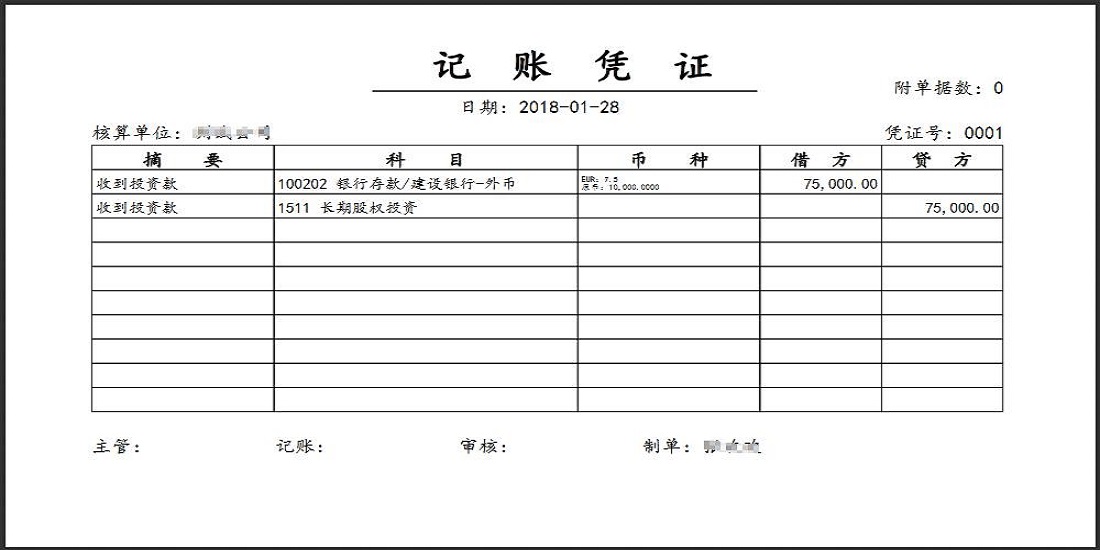 记 账 凭 证
附单据数：0
日期：2018-01-28
核算单位：
凭证号：0001
摘 要 科 目 币 种 借 方 贷 方
收到投资款 100202 银行存款/建设银行-外币 EUR：7.5 75,000.00
原币：10,000.0000
收到投资款 1511 长期股权投资 75,000.00
主管： 记账： 审核： 制单：